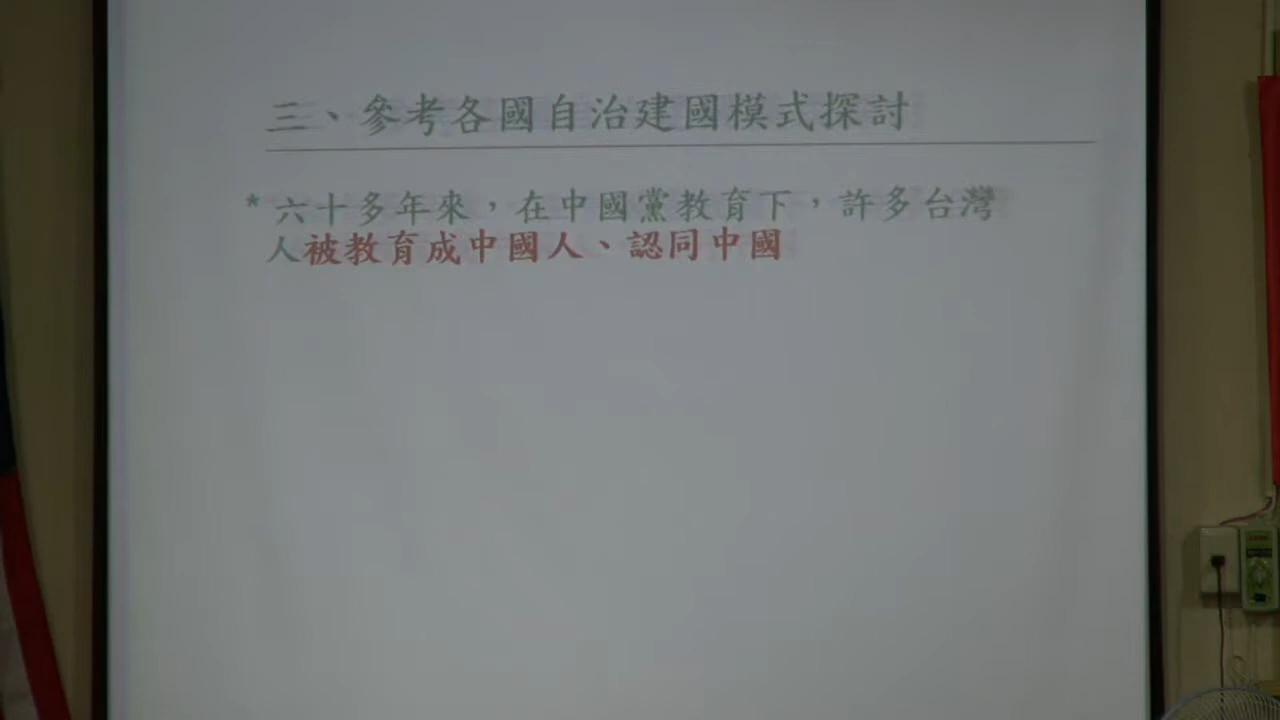 三、參考各國自治建國模式探討
* 六十多年來，在中國黨教育下，許多台灣
人被教育成中國人、認同中國